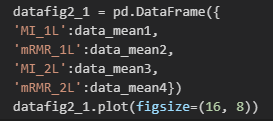 datafig2_1 = pd.DataFrame({
'MI_1L':data_mean1,
'mRMR_1L':data_mean2,
'MI_2L':data_mean3,
'mRMR_2L':data_mean4})
datafig2_1.plot(figsize=(16, 8))